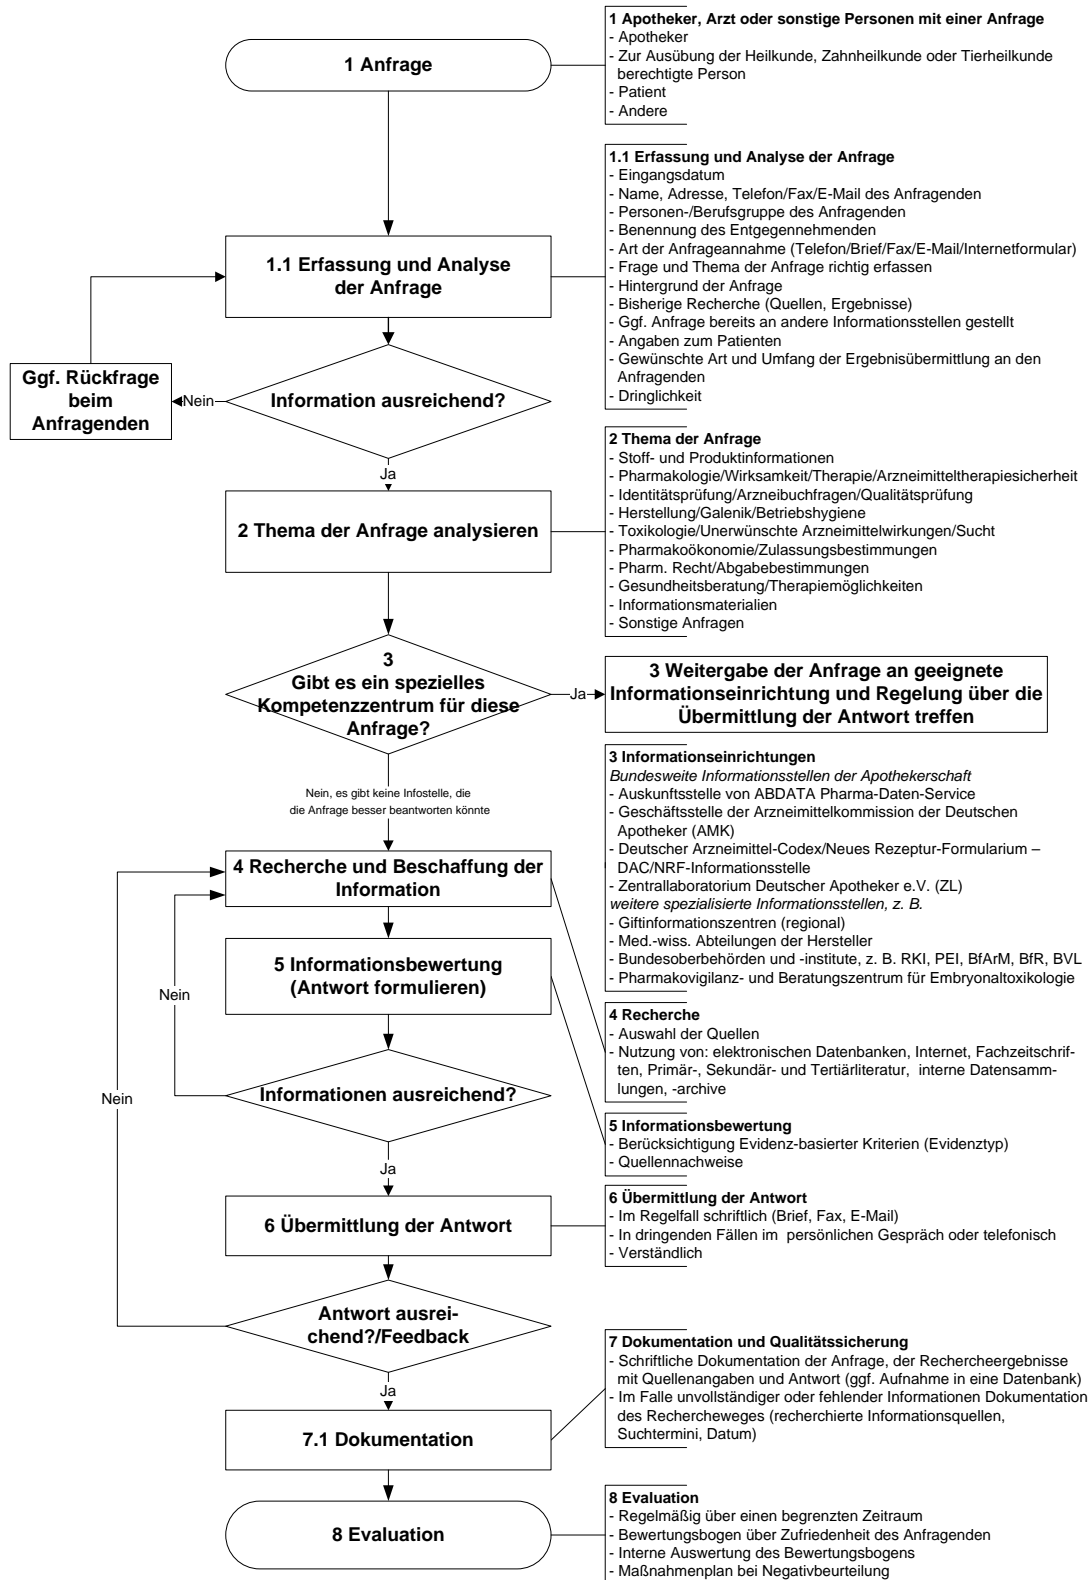 1 Anfrage
1 Apotheker, Arzt oder sonstige Personen mit einer Anfrage
- Apotheker
- Zur Ausübung der Heilkunde, Zahnheilkunde oder Tierheilkunde
berechtigte Person
- Patient
- Andere
1.1 Erfassung und Analyse
der Anfrage
1.1 Erfassung und Analyse der Anfrage
- Eingangsdatum
- Name, Adresse, Telefon/Fax/E-Mail des Anfragenden
- Personen-/Berufsgruppe des Anfragenden
- Benennung des Entgegennehmenden
- Art der Anfrageannahme (Telefon/Brief/Fax/E-Mail/Internetformular)
- Frage und Thema der Anfrage richtig erfassen
- Hintergrund der Anfrage
- Bisherige Recherche (Quellen, Ergebnisse)
- Ggf. Anfrage bereits an andere Informationsstellen gestellt
- Angaben zum Patienten
- Gewünschte Art und Umfang der Ergebnisübermittlung an den
Anfragenden
- Dringlichkeit
Ggf. Rückfrage
beim
Anfragenden
Nein
Information ausreichend?
Ja
2 Thema der Anfrage analysieren
2 Thema der Anfrage
- Stoff- und Produktinformationen
- Pharmakologie/Wirksamkeit/Therapie/Arzneimitteltherapiesicherheit
- Identitätsprüfung/Arzneibuchfragen/Qualitätsprüfung
- Herstellung/Galenik/Betriebshygiene
- Toxikologie/Unerwünschte Arzneimittelwirkungen/Sucht
- Pharmakoökonomie/Zulassungsbestimmungen
- Pharm. Recht/Abgabebestimmungen
- Gesundheitsberatung/Therapiemöglichkeiten
- Informationsmaterialien
- Sonstige Anfragen
3
Gibt es ein spezielles
Kompetenzzentrum für diese
Anfrage?
Ja
3 Weitergabe der Anfrage an geeignete
Informationseinrichtung und Regelung über die
Übermittlung der Antwort treffen
Nein, es gibt keine Infostelle, die
die Anfrage besser beantworten könnte
3 Informationseinrichtungen
Bundesweite Informationsstellen der Apothekerschaft
- Auskunftsstelle von ABDATA Pharma-Daten-Service
- Geschäftsstelle der Arzneimittelkommission der Deutschen
Apotheker (AMK)
- Deutscher Arzneimittel-Codex/Neues Rezeptur-Formularium –
DAC/NRF-Informationsstelle
- Zentrallaboratorium Deutscher Apotheker e.V. (ZL)
weitere spezialisierte Informationsstellen, z. B.
- Giftinformationszentren (regional)
- Med.-wiss. Abteilungen der Hersteller
- Bundesoberbehörden und -institute, z. B. RKI, PEI, BfArM, BfR, BVL
- Pharmakovigilanz- und Beratungszentrum für Embryonaltoxikologie
4 Recherche und Beschaffung der
Information
5 Informationsbewertung
(Antwort formulieren)
Nein
Nein
4 Recherche
- Auswahl der Quellen
- Nutzung von: elektronischen Datenbanken, Internet, Fachzeitschrif-
ten, Primär-, Sekundär- und Tertiärliteratur, interne Datensamm-
lungen, -archive
Informationen ausreichend?
5 Informationsbewertung
- Berücksichtigung Evidenz-basierter Kriterien (Evidenztyp)
- Quellennachweise
Ja
6 Übermittlung der Antwort
6 Übermittlung der Antwort
- Im Regelfall schriftlich (Brief, Fax, E-Mail)
- In dringenden Fällen im persönlichen Gespräch oder telefonisch
- Verständlich
Antwort ausrei-
chend?/Feedback
Ja
7.1 Dokumentation
7 Dokumentation und Qualitätssicherung
- Schriftliche Dokumentation der Anfrage, der Rechercheergebnisse
mit Quellenangaben und Antwort (ggf. Aufnahme in eine Datenbank)
- Im Falle unvollständiger oder fehlender Informationen Dokumentation
des Rechercheweges (recherchierte Informationsquellen,
Suchtermini, Datum)
8 Evaluation
8 Evaluation
- Regelmäßig über einen begrenzten Zeitraum
- Bewertungsbogen über Zufriedenheit des Anfragenden
- Interne Auswertung des Bewertungsbogens
- Maßnahmenplan bei Negativbeurteilung